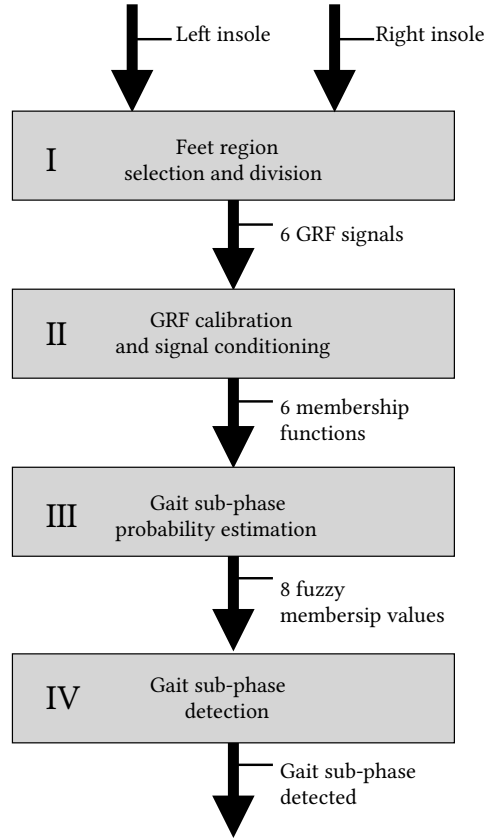 Left insole
Right insole
I
Feet region
selection and division
6 GRF signals
II
GRF calibration
and signal conditioning
6 membership
functions
III
Gait sub-phase
probability estimation
8 fuzzy
membersip values
IV
Gait sub-phase
detection
Gait sub-phase
detected